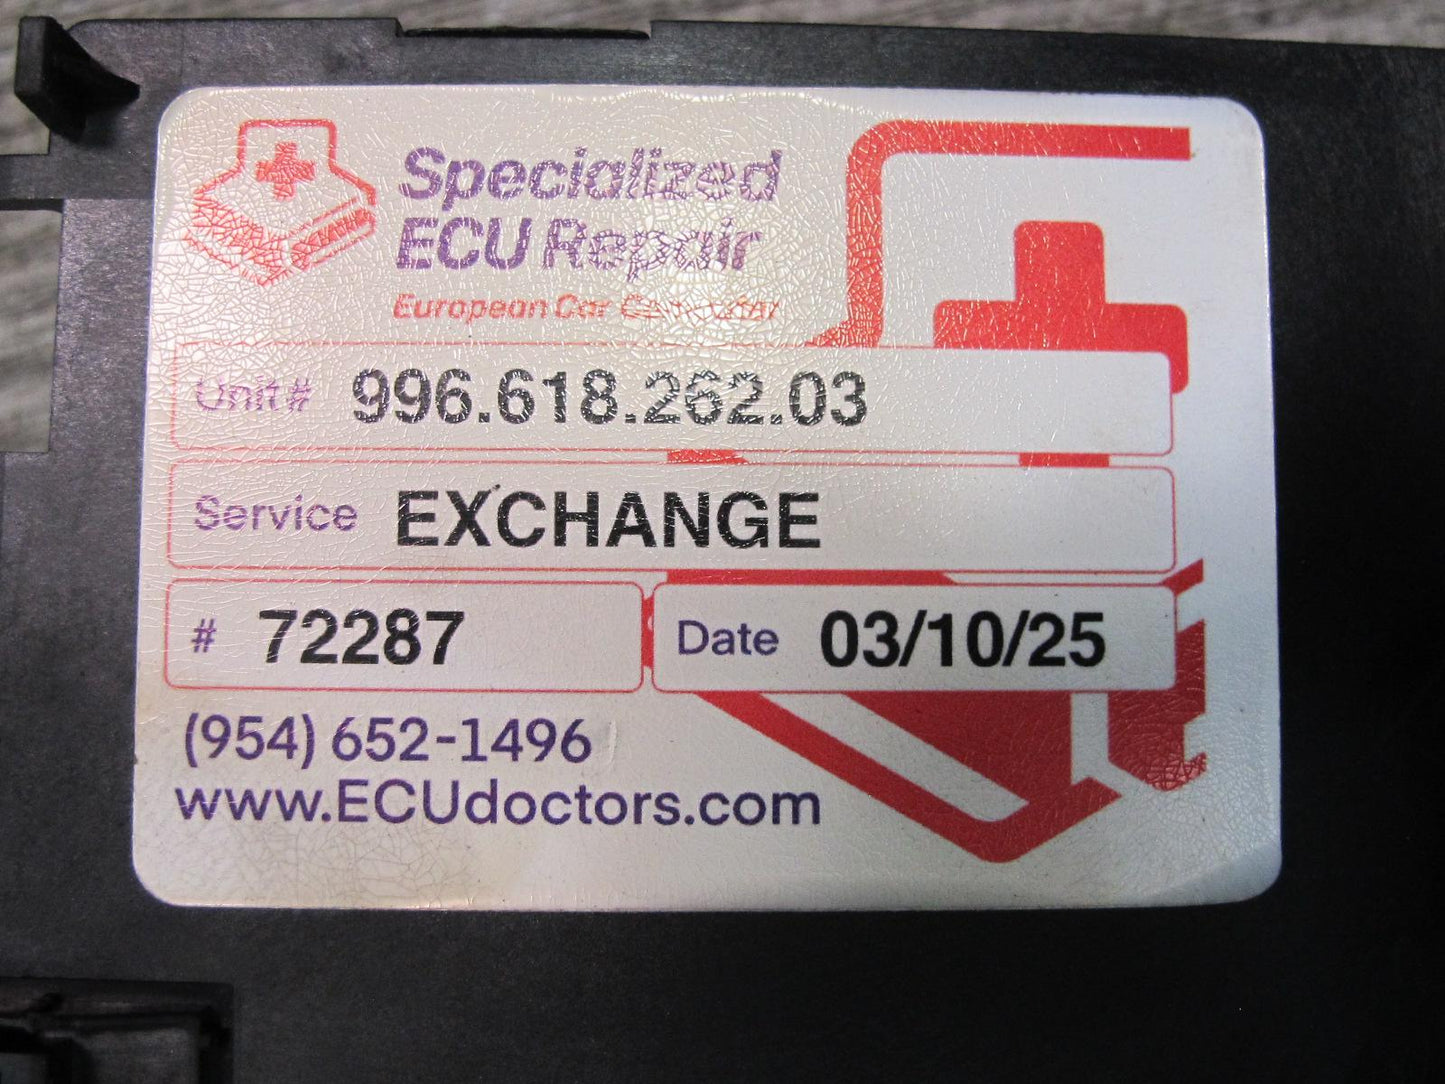 Specialized
ECU Repair
European Car Computer
Unit# 996.618.262.03
Service EXCHANGE
# 72287 Date 03/10/25
(954) 652-1496
www.ECUdoctors.com